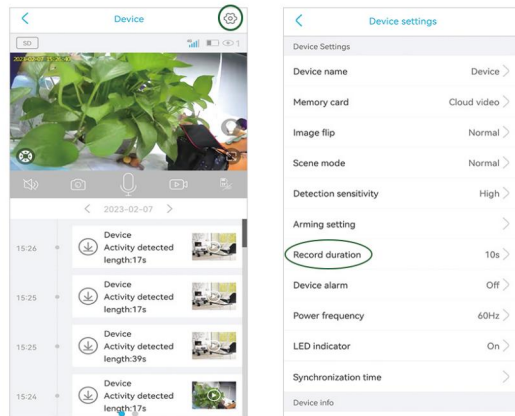 Device
SD
4G
1
2023-02-07
15:26
Device
Activity detected
length:17s
15:25
Device
Activity detected
length:17s
15:25
Device
Activity detected
length:39s
15:24
Device
Activity detected
length:17s
Device settings
Device Settings
Device name Device
Memory card Cloud video
Image flip Normal
Scene mode Normal
Detection sensitivity High
Arming setting
Record duration 10s
Device alarm Off
Power frequency 60Hz
LED indicator On
Synchronization time
Device info